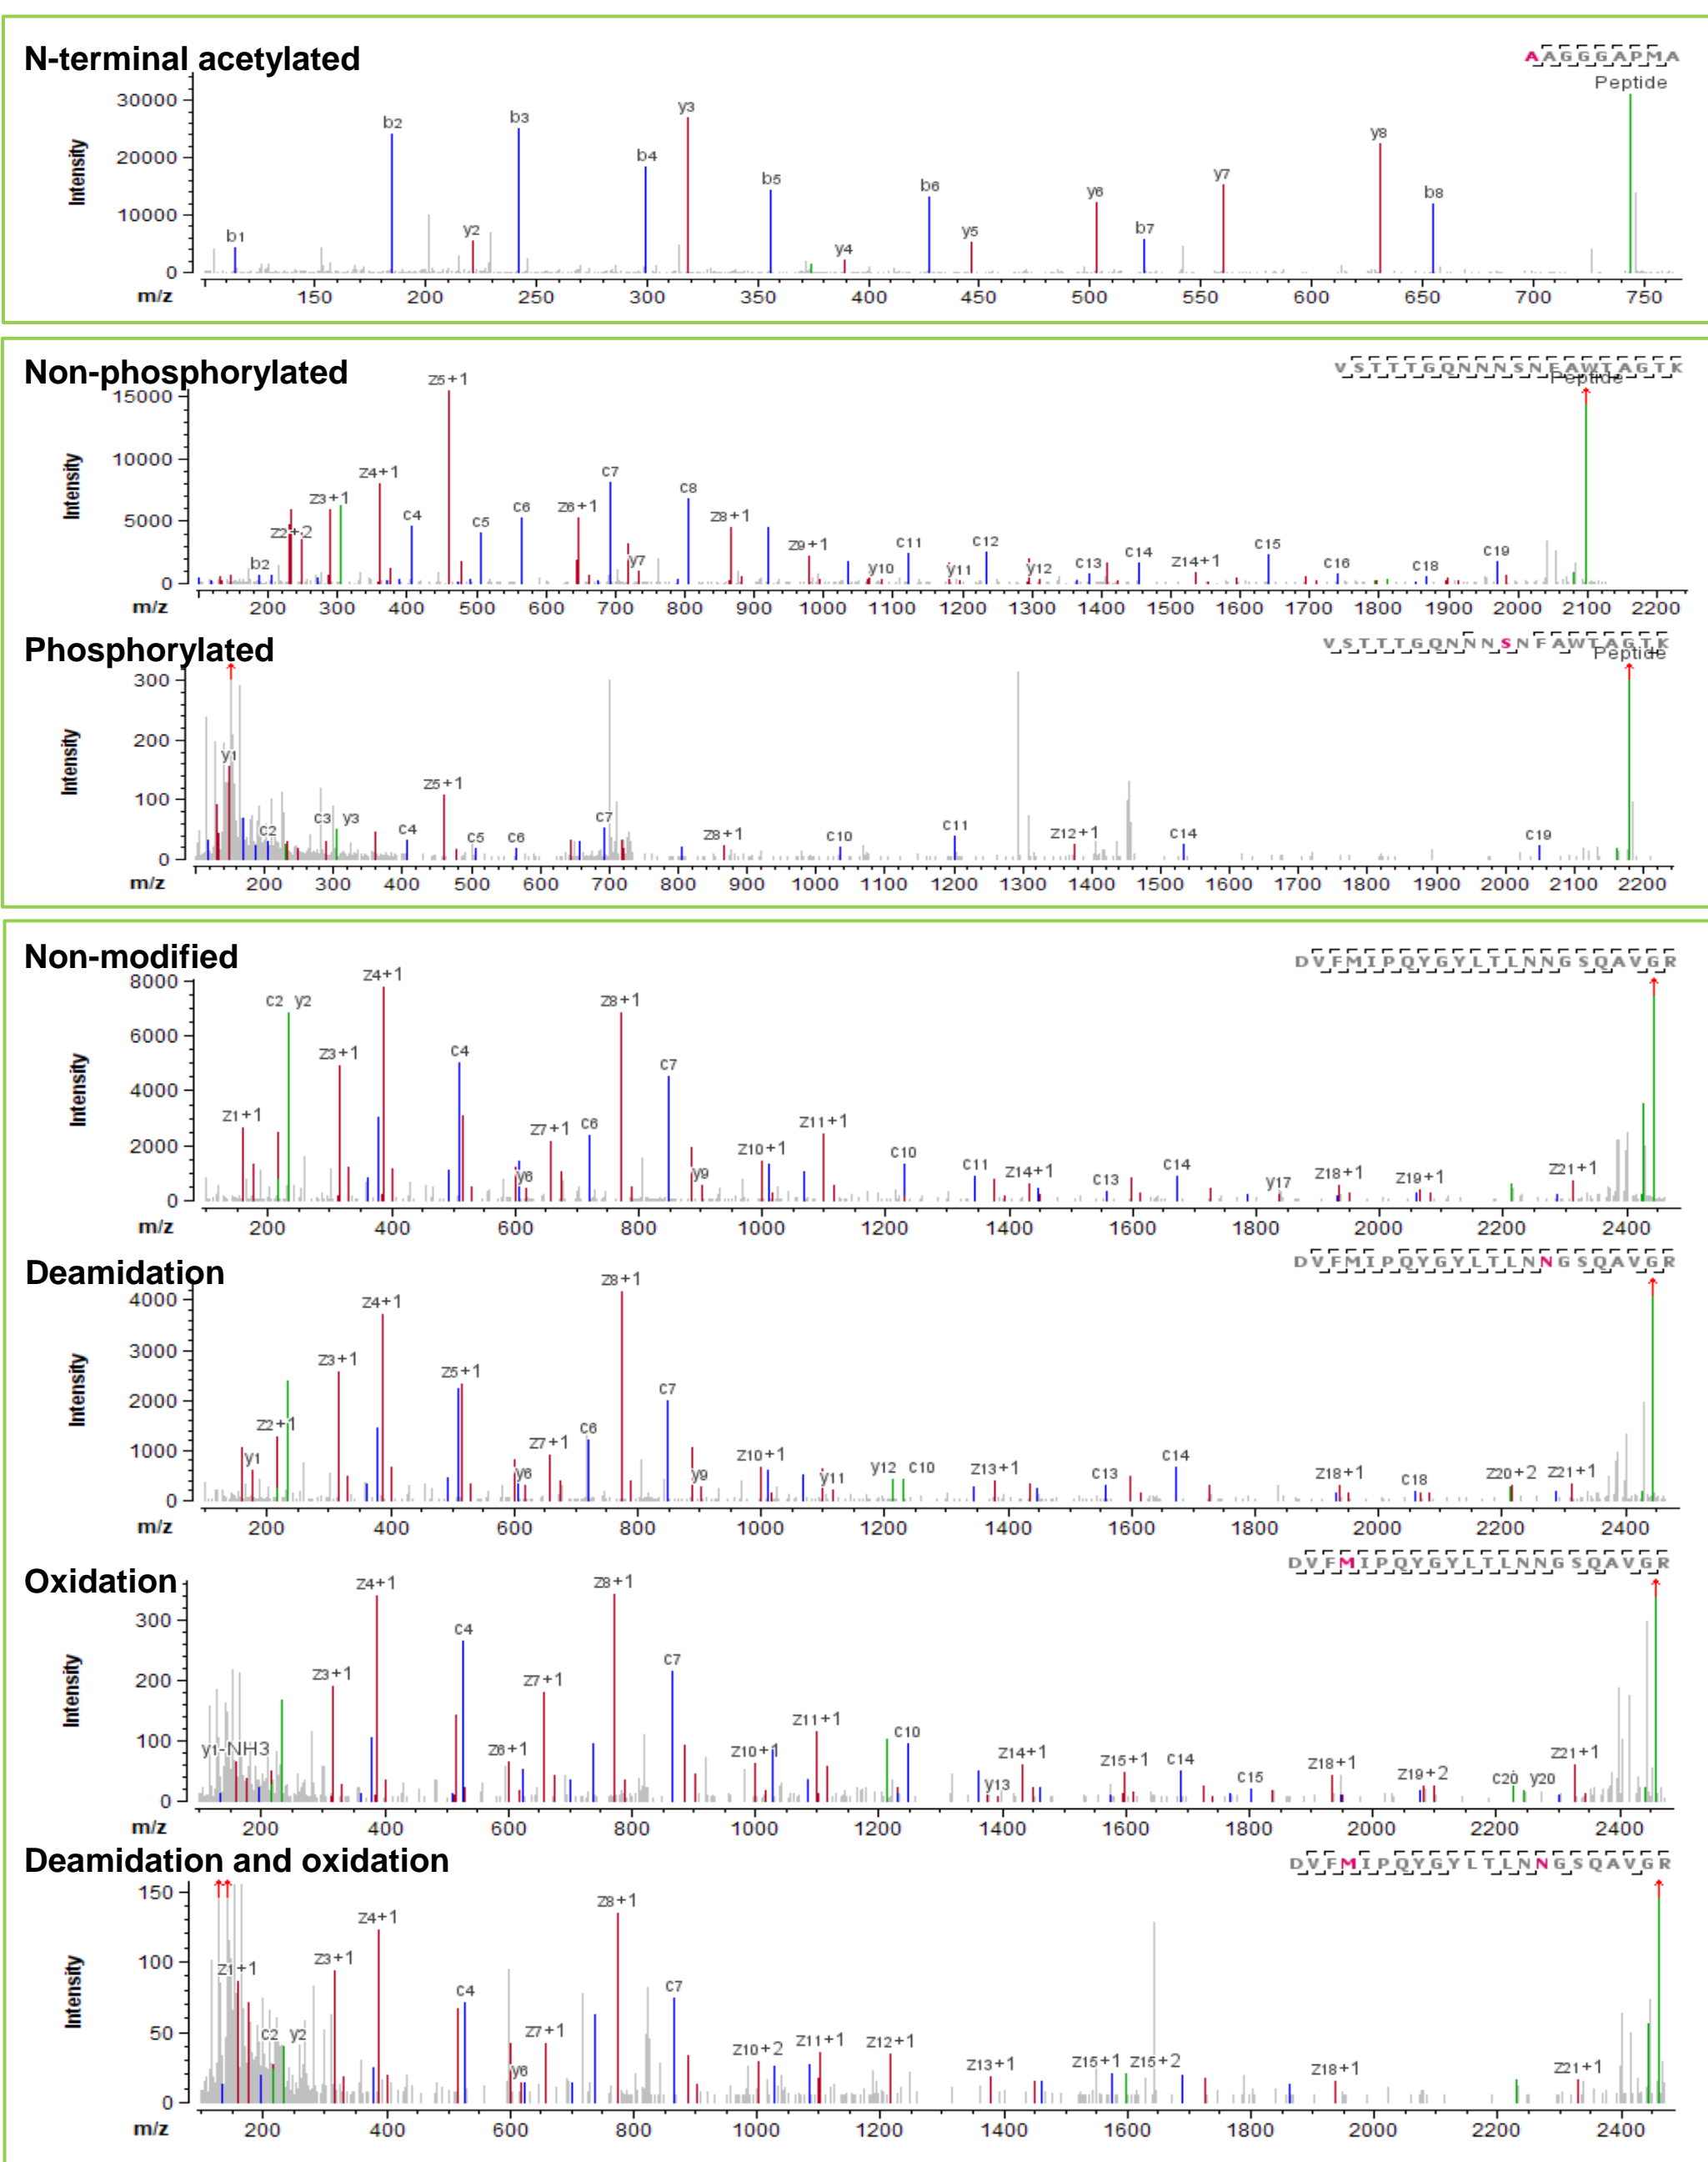 N-terminal acetylated
AAGGGAPMA
Peptide
Intensity
30000
20000
10000
0
b1
b2
y2
b3
b4
y3
b5
y4
b6
y5
y6
b7
y7
y8
b8
m/z
150 200 250 300 350 400 450 500 550 600 650 700 750
Non-phosphorylated
VSTTTGQNNNSNFAWTAGTK
Peptide
Intensity
15000
10000
5000
0
b2
z2+2
z3+1
z4+1
c4
z5+1
c5
c6
z6+1
c7
y7
c8
z8+1
z9+1
y10
c11
y11
c12
y12
c13
c14
z14+1
c15
c16
c18
c19
m/z
200 300 400 500 600 700 800 900 1000 1100 1200 1300 1400 1500 1600 1700 1800 1900 2000 2100 2200
Phosphorylated
VSTTTGQNNNSNFAWTAGTK
Peptide
Intensity
300
200
100
0
y1
c2
c3 y3
c4
z5+1
c5
c6
c7
z8+1
c10
c11
z12+1
c14
c19
m/z
200 300 400 500 600 700 800 900 1000 1100 1200 1300 1400 1500 1600 1700 1800 1900 2000 2100 2200
Non-modified
DVFMIPQYGYLTLNNGSQAVGR
Intensity
8000
6000
4000
2000
0
z1+1
c2 y2
z3+1
z4+1
c4
y6
z7+1
c6
z8+1
c7
y9
z10+1
z11+1
c10
c11
z14+1
c13
c14
y17
z18+1
z19+1
z21+1
m/z
200 400 600 800 1000 1200 1400 1600 1800 2000 2200 2400
Deamidation
DVFMIPQYGYLTLNNGSQAVGR
Intensity
4000
3000
2000
1000
0
y1
z2+1
z3+1
z4+1
z5+1
y6
z7+1
c6
z8+1
c7
y9
z10+1
y11
y12 c10
z13+1
c13
c14
z18+1
c18
z20+2
z21+1
m/z
200 400 600 800 1000 1200 1400 1600 1800 2000 2200 2400
Oxidation
DVFMIPQYGYLTLNNGSQAVGR
Intensity
300
200
100
0
y1-NH3
z3+1
z4+1
c4
z6+1
z7+1
z8+1
c7
z10+1
z11+1
c10
y13
z14+1
z15+1
c14
c15
z18+1
z19+2
c20 y20
z21+1
m/z
200 400 600 800 1000 1200 1400 1600 1800 2000 2200 2400
Deamidation and oxidation
DVFMIPQYGYLTLNNGSQAVGR
Intensity
150
100
50
0
z1+1
c2 y2
z3+1
z4+1
c4
y6
z7+1
z8+1
c7
z10+2
z11+1
z12+1
z13+1
z15+1
z15+2
z18+1
z21+1
m/z
200 400 600 800 1000 1200 1400 1600 1800 2000 2200 2400